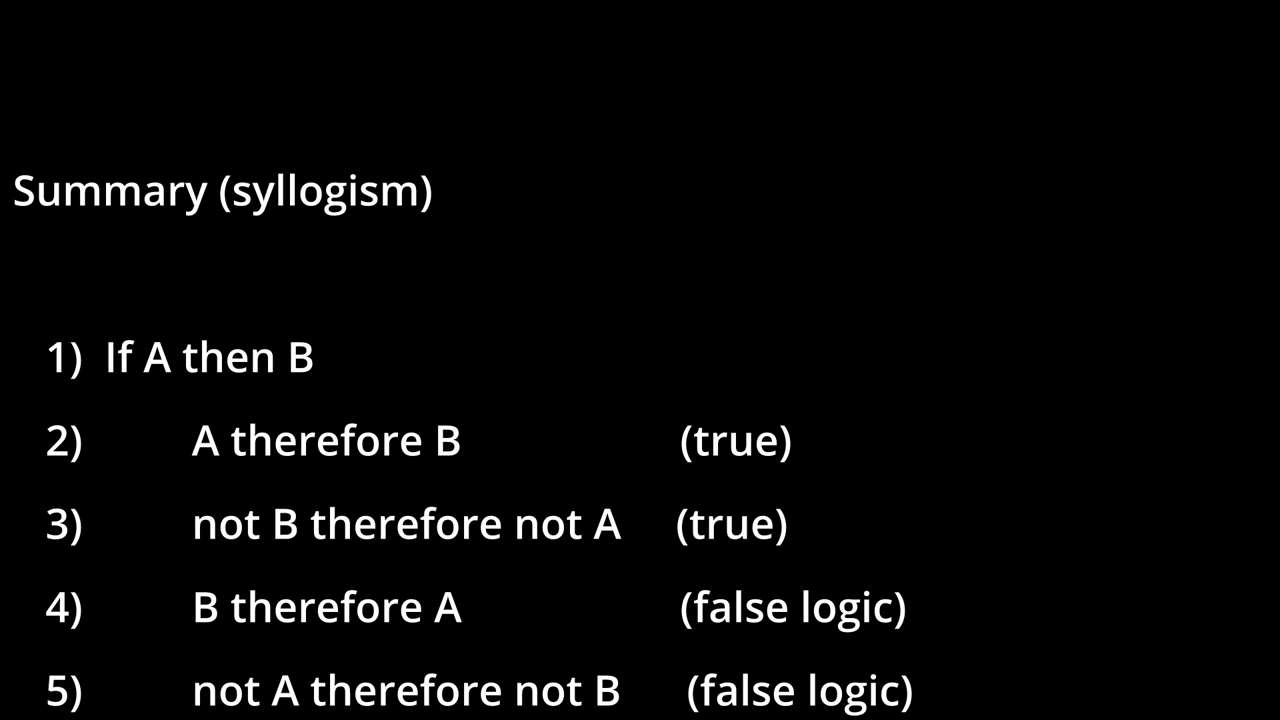 Summary (syllogism)
1) If A then B
2) A therefore B (true)
3) not B therefore not A (true)
4) B therefore A (false logic)
5) not A therefore not B (false logic)